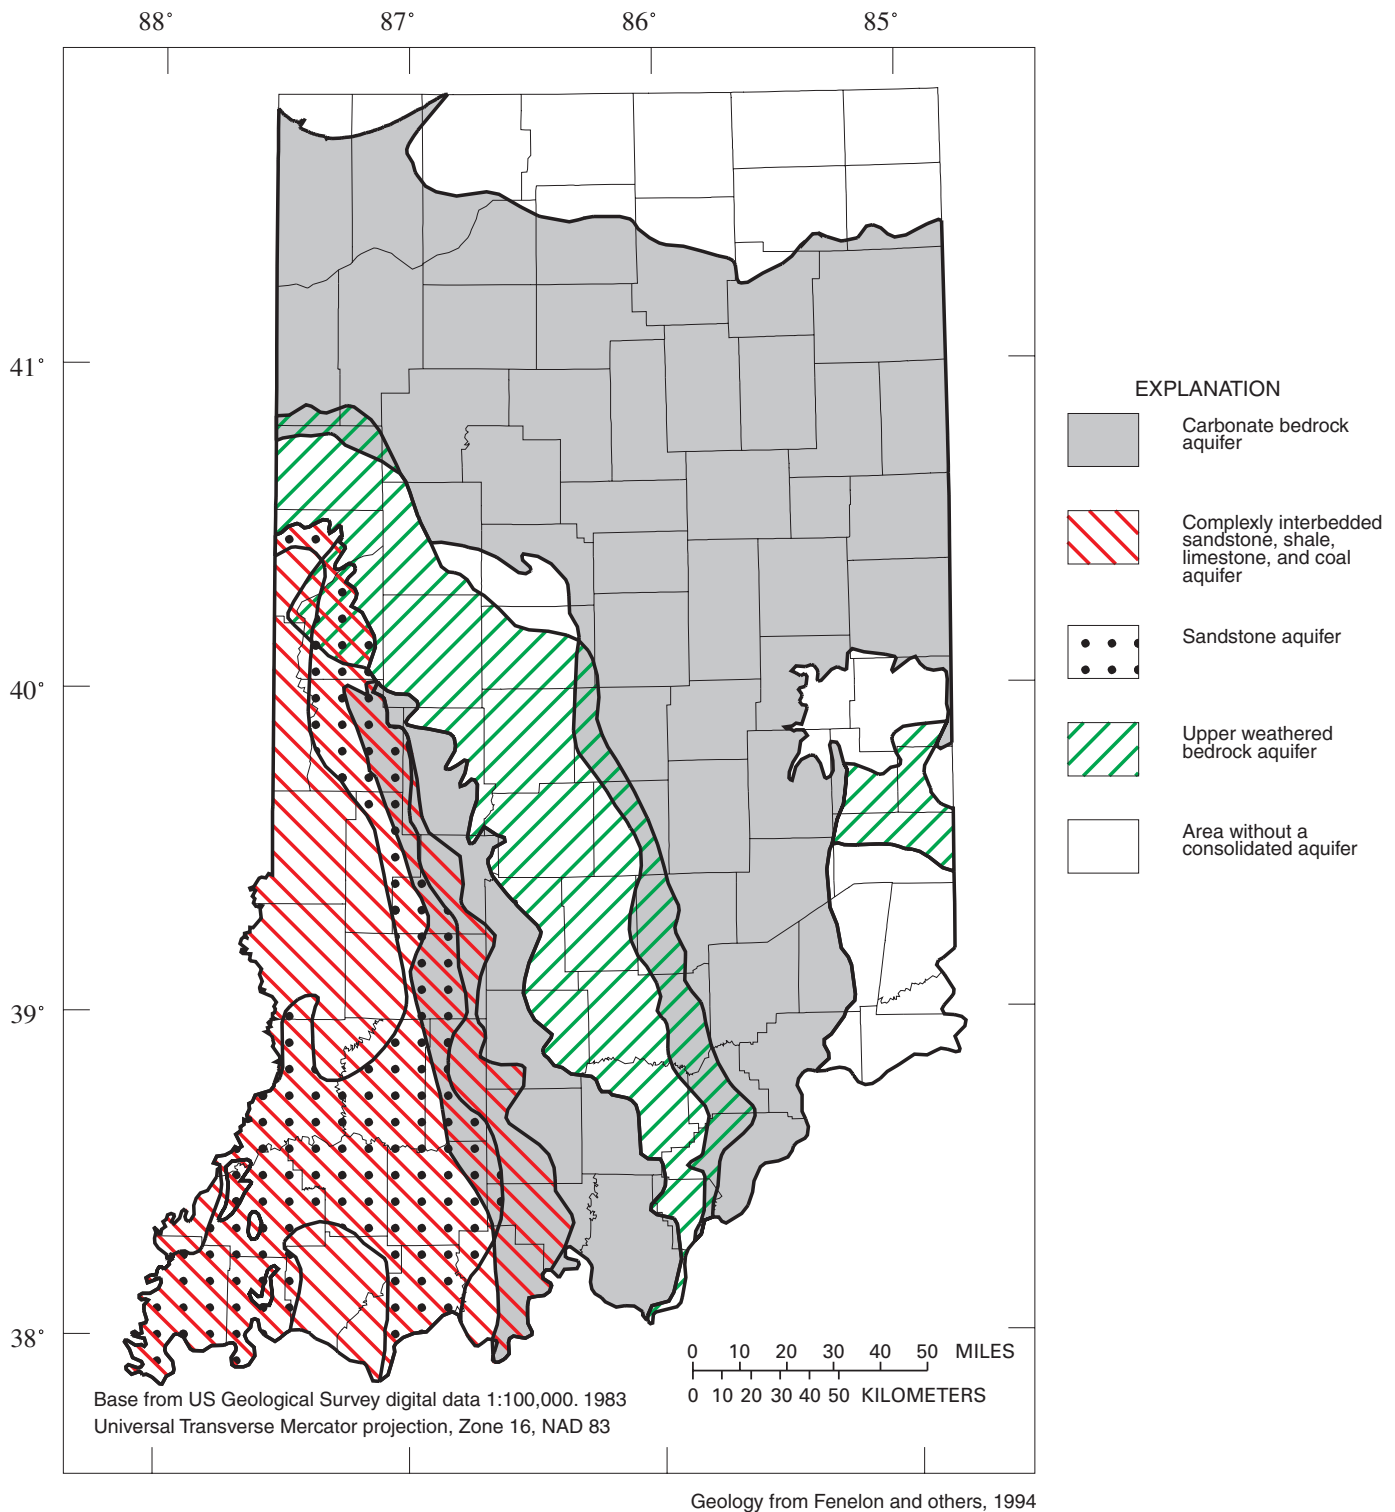 88° 87° 86° 85°
41°
40°
39°
38°
EXPLANATION
Carbonate bedrock
aquifer
Complexly interbedded
sandstone, shale,
limestone, and coal
aquifer
Sandstone aquifer
Upper weathered
bedrock aquifer
Area without a
consolidated aquifer
0 10 20 30 40 50 MILES
0 10 20 30 40 50 KILOMETERS
Base from US Geological Survey digital data 1:100,000. 1983
Universal Transverse Mercator projection, Zone 16, NAD 83
Geology from Fenelon and others, 1994